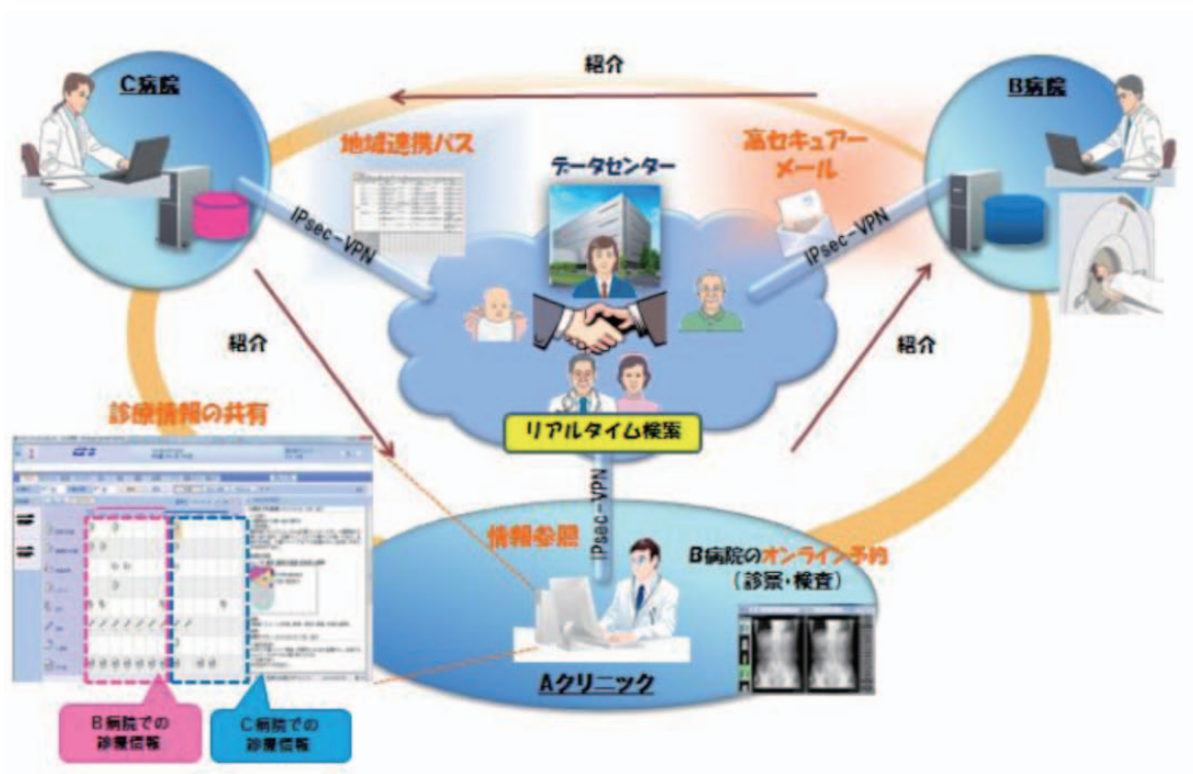 紹介
C病院
B病院
地域連携パス
データセンター
高セキュアー
メール
IPsec-VPN
IPsec-VPN
紹介
紹介
診療情報の共有
リアルタイム検索
IPsec-VPN
情報参照
B病院のオンライン予約
(診察・検査)
Aクリニック
B病院での
診療情報
C病院での
診療情報